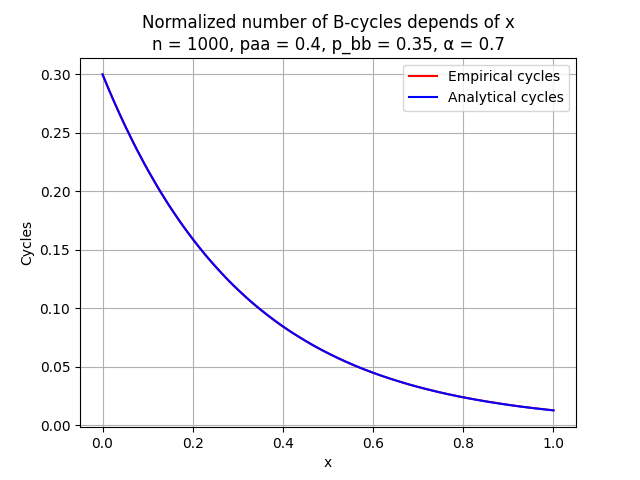 Normalized number of B-cycles depends of x
n = 1000, paa = 0.4, p_bb = 0.35, α = 0.7
Empirical cycles
Analytical cycles
0.30
0.25
0.20
0.15
0.10
0.05
0.00
Cycles
0.0 0.2 0.4 0.6 0.8 1.0
x